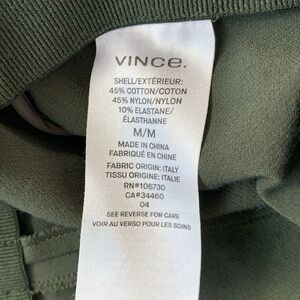 VINCE.
SHELL/EXTÉRIEUR:
45% COTTON/COTON
45% NYLON/NYLON
10% ELASTANE/
ÉLASTHANNE
M/M
MADE IN CHINA
FABRIQUÉ EN CHINE
FABRIC ORIGIN: ITALY
TISSU ORIGINE: ITALIE
RN#106730
CA#34460
04
SEE REVERSE FOR CARE
VOIR AU VERSO POUR LES SOINS